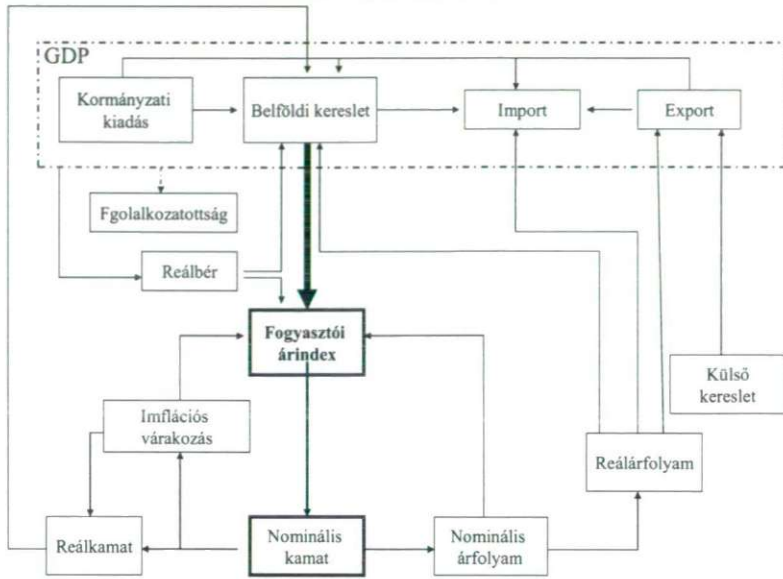 GDP
Kormányzati
kiadás
Belföldi kereslet
Import
Export
Fgolalkozatottság
Reálbér
Fogyasztói
árindex
Külső
kereslet
Imflációs
várakozás
Reálárfolyam
Reálkamat
Nominális
kamat
Nominális
árfolyam